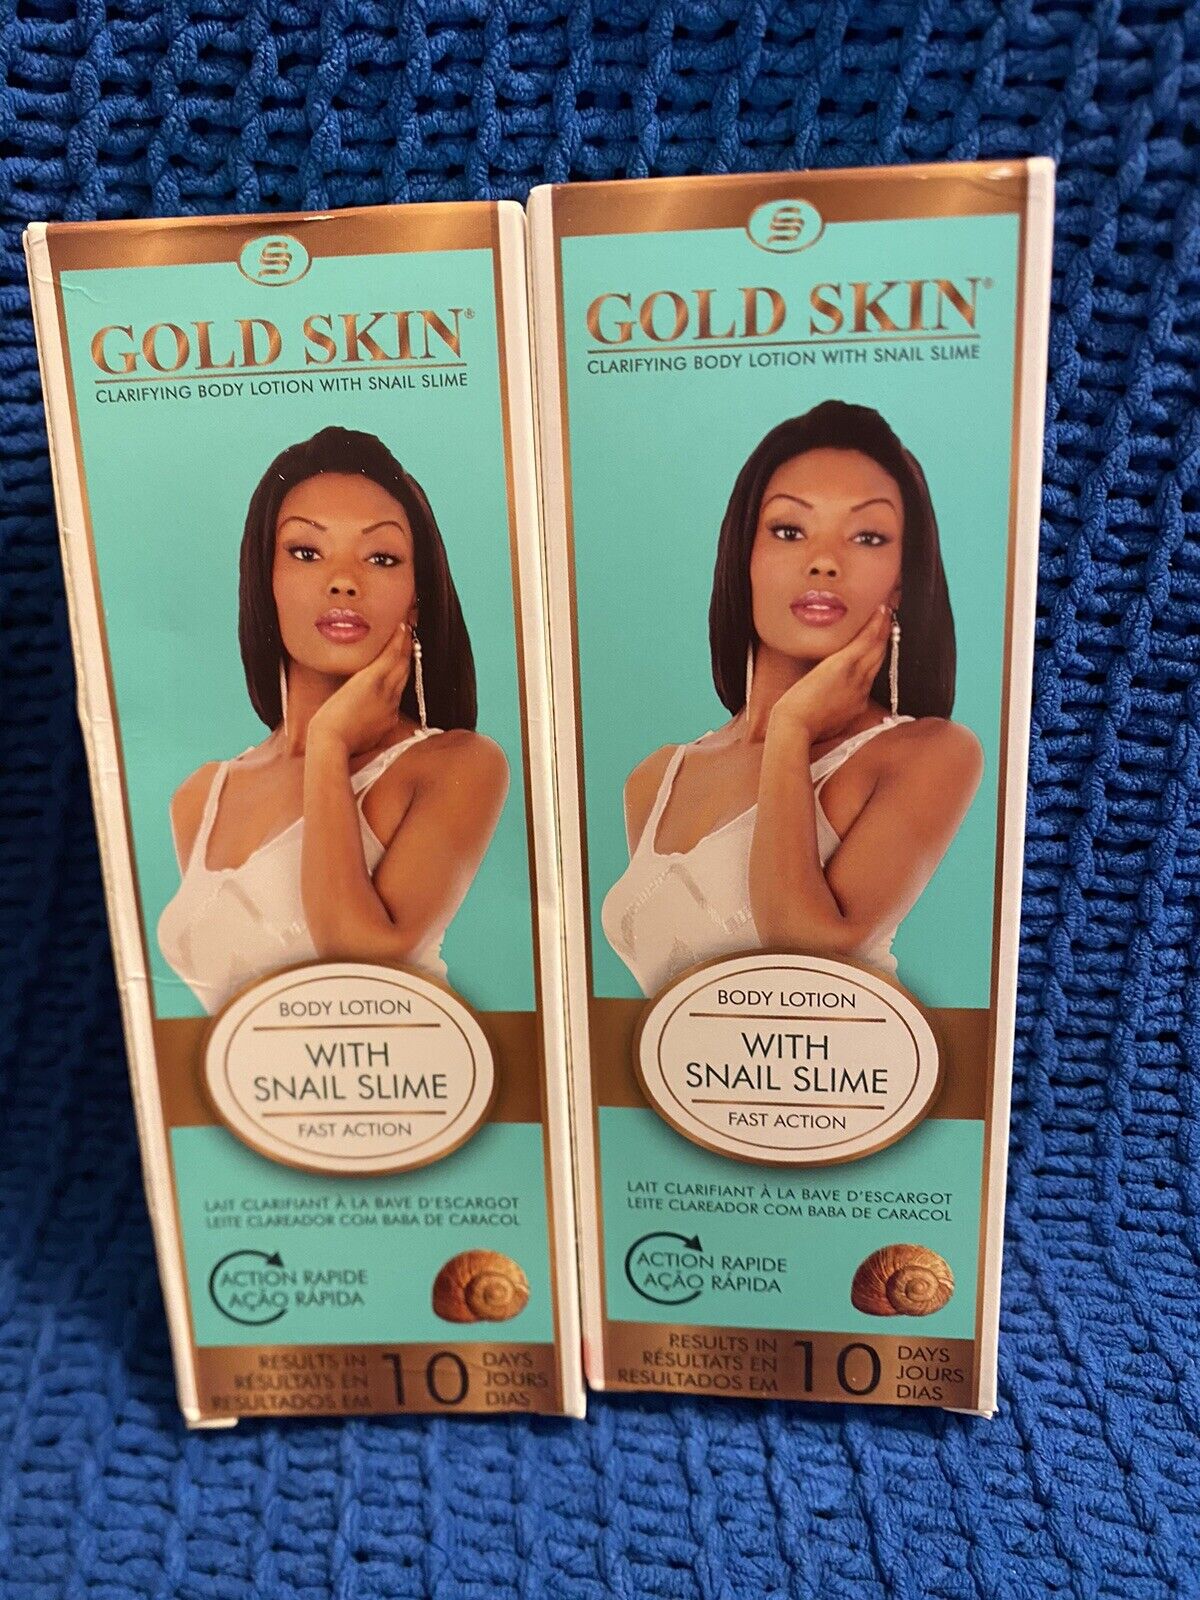 GOLD SKIN®
CLARIFYING BODY LOTION WITH SNAIL SLIME
BODY LOTION
WITH
SNAIL SLIME
FAST ACTION
LAIT CLARIFIANT À LA BAVE D'ESCARGOT
LEITE CLAREADOR COM BABA DE CARACOL
ACTION RAPIDE
AÇÃO RÁPIDA
RESULTS IN
RÉSULTATS EN
RESULTADOS EM
10
DAYS
JOURS
DIAS
GOLD SKIN®
CLARIFYING BODY LOTION WITH SNAIL SLIME
BODY LOTION
WITH
SNAIL SLIME
FAST ACTION
LAIT CLARIFIANT À LA BAVE D'ESCARGOT
LEITE CLAREADOR COM BABA DE CARACOL
ACTION RAPIDE
AÇÃO RÁPIDA
RESULTS IN
RÉSULTATS EN
RESULTADOS EM
10
DAYS
JOURS
DIAS